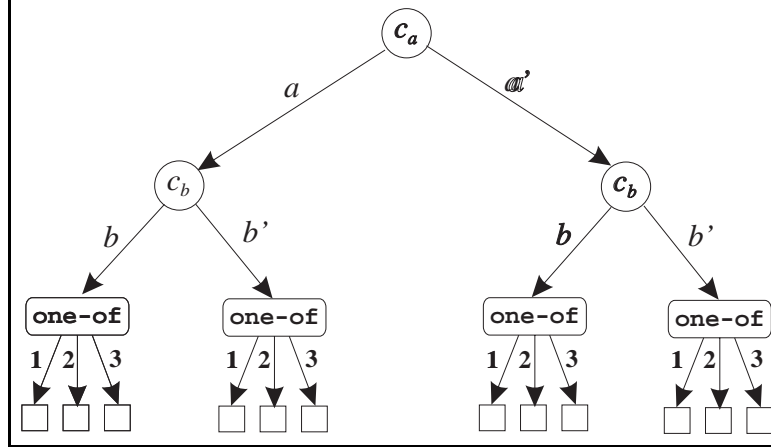 c_a
a a'
c_b c_b
b b' b b'
one-of one-of one-of one-of
1 2 3 1 2 3 1 2 3 1 2 3